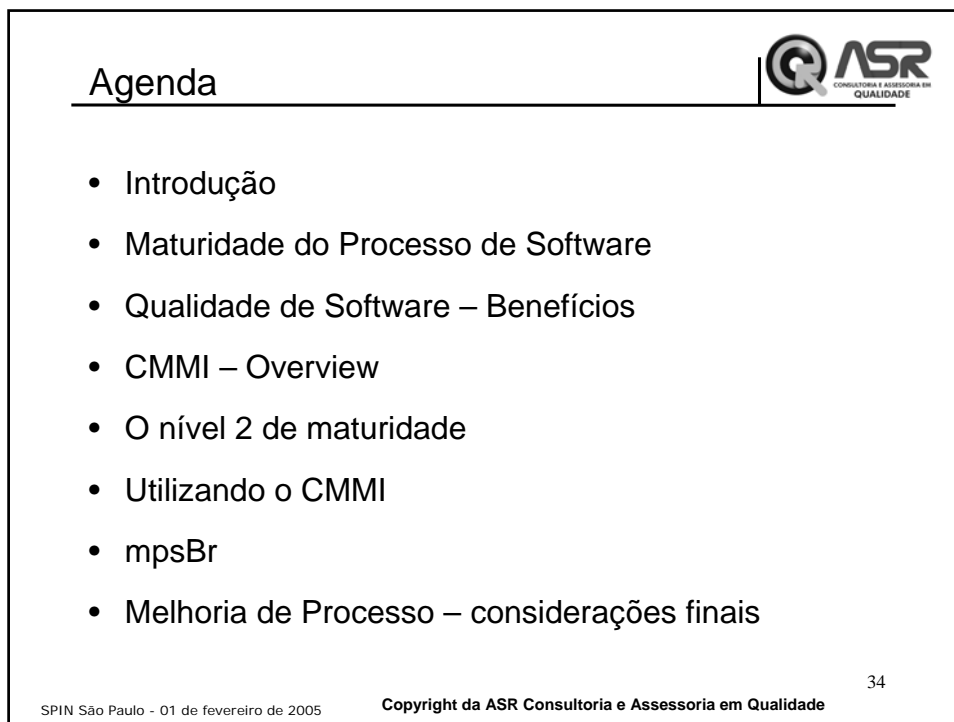 Agenda
ASR
CONSULTORIA E ASSESSORIA EM
QUALIDADE
• Introdução
• Maturidade do Processo de Software
• Qualidade de Software – Benefícios
• CMMI – Overview
• O nível 2 de maturidade
• Utilizando o CMMI
• mpsBr
• Melhoria de Processo – considerações finais
34
SPIN São Paulo - 01 de fevereiro de 2005
Copyright da ASR Consultoria e Assessoria em Qualidade